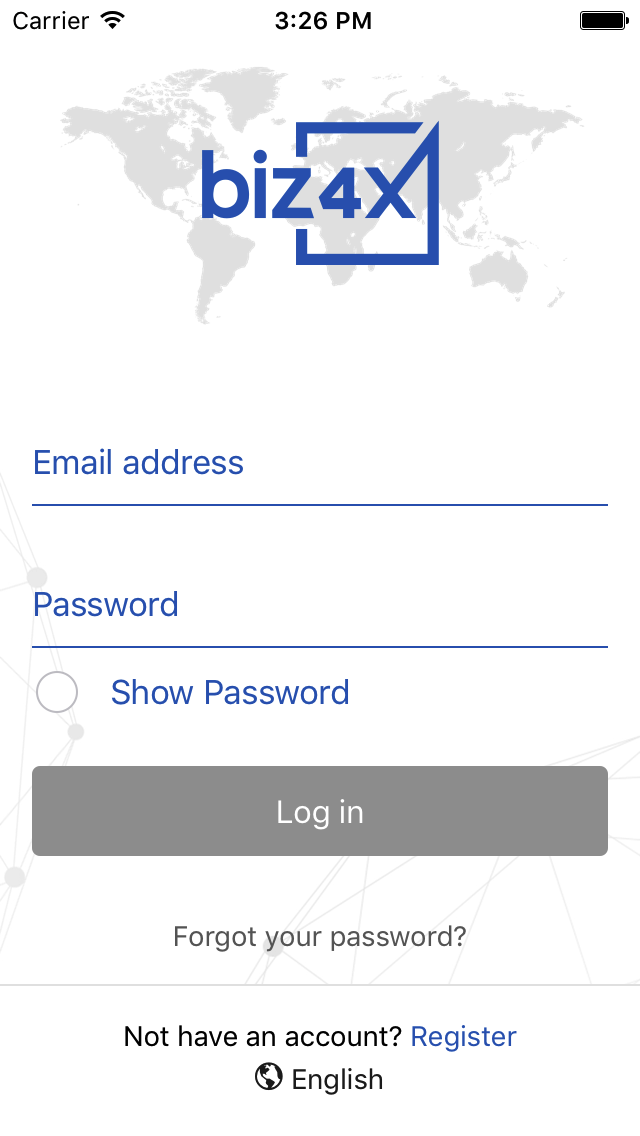 Carrier 3:26 PM
biz4x
Email address
Password
Show Password
Log in
Forgot your password?
Not have an account? Register
English